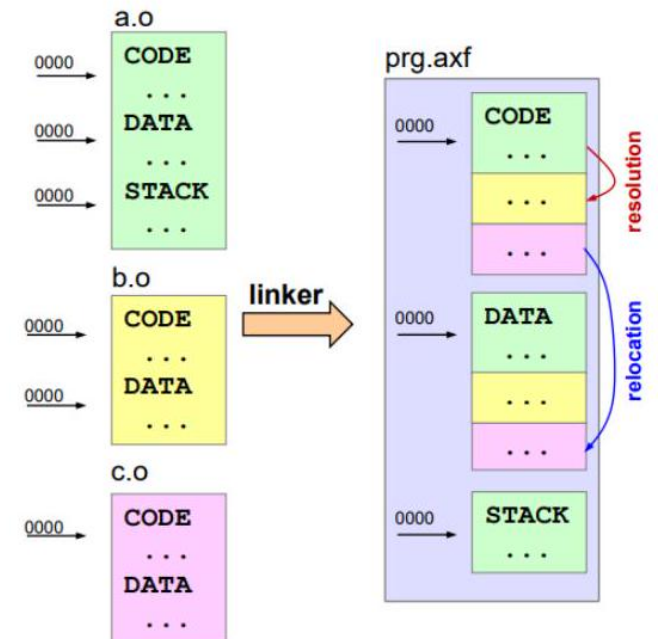 a.o
0000
CODE
...
0000
DATA
...
0000
STACK
...
b.o
0000
CODE
...
0000
DATA
...
c.o
0000
CODE
...
DATA
...
linker
prg.axf
0000
CODE
...
...
...
resolution
0000
DATA
...
...
...
relocation
0000
STACK
...